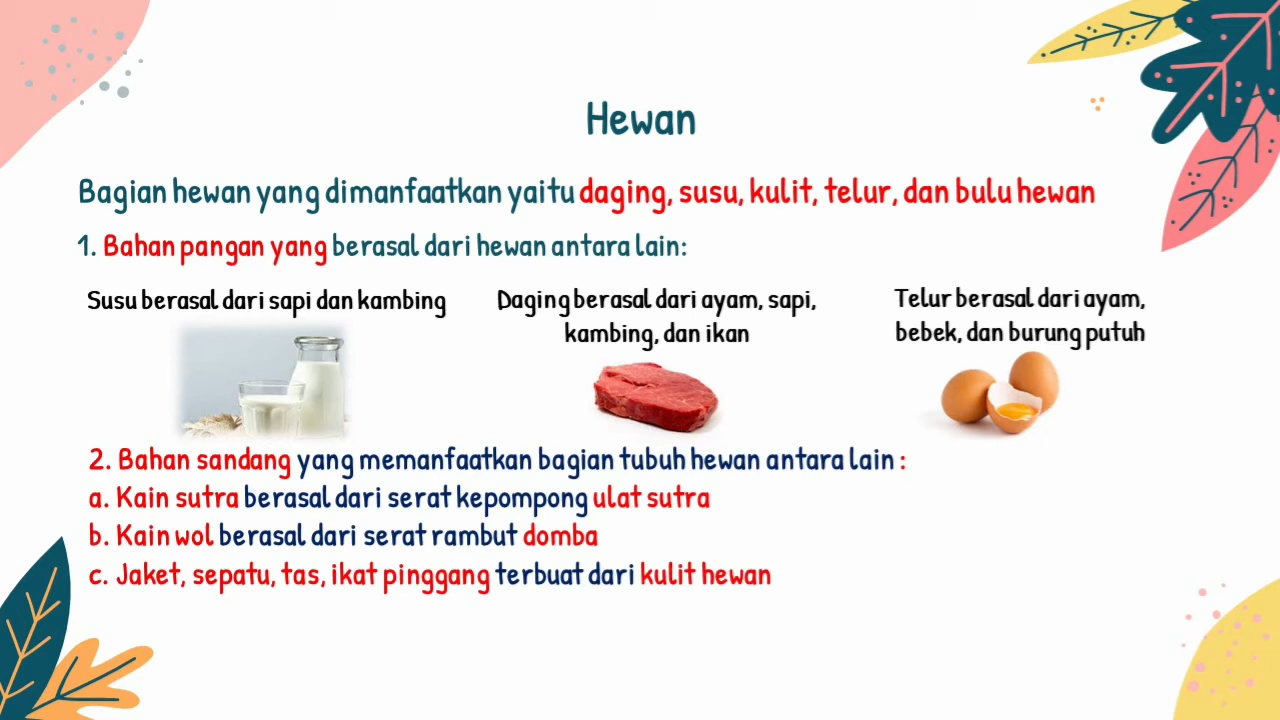 Hewan
Bagian hewan yang dimanfaatkan yaitu daging, susu, kulit, telur, dan bulu hewan
1. Bahan pangan yang berasal dari hewan antara lain:
Susu berasal dari sapi dan kambing
Daging berasal dari ayam, sapi,
kambing, dan ikan
Telur berasal dari ayam,
bebek, dan burung putuh
2. Bahan sandang yang memanfaatkan bagian tubuh hewan antara lain :
a. Kain sutra berasal dari serat kepompong ulat sutra
b. Kain wol berasal dari serat rambut domba
c. Jaket, sepatu, tas, ikat pinggang terbuat dari kulit hewan